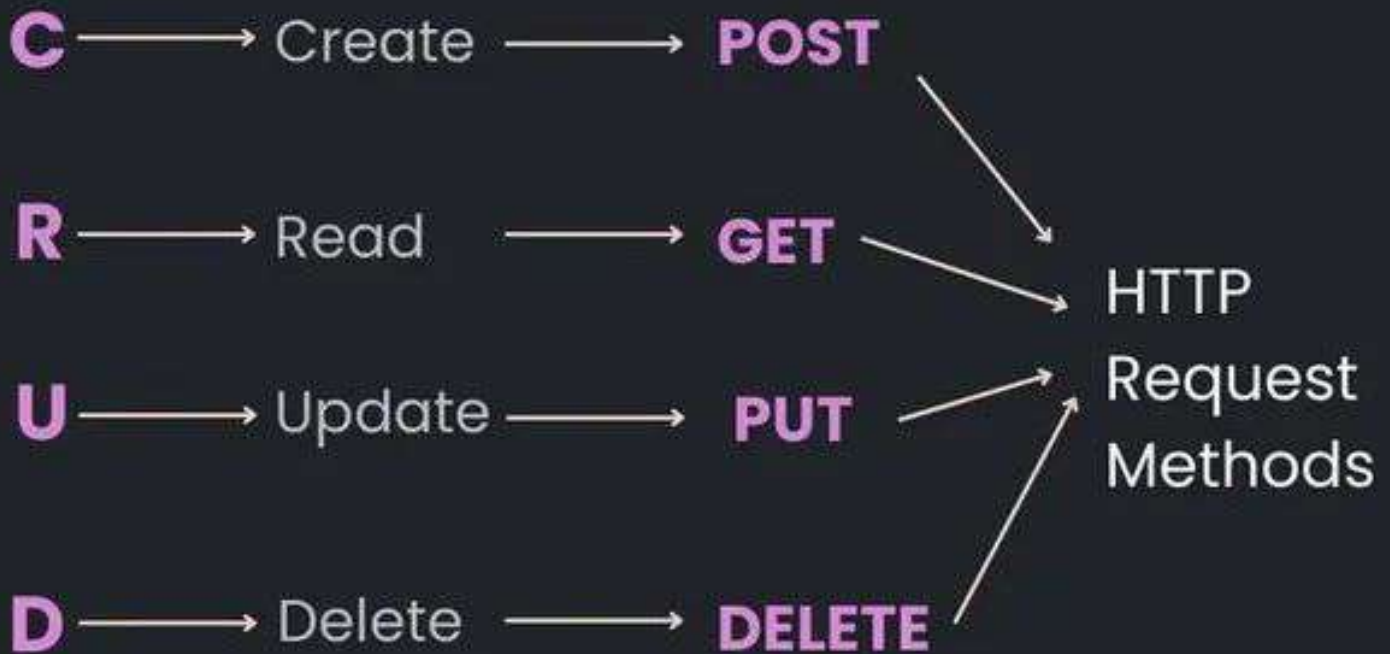 C Create POST
R Read GET
U Update PUT
D Delete DELETE
HTTP
Request
Methods